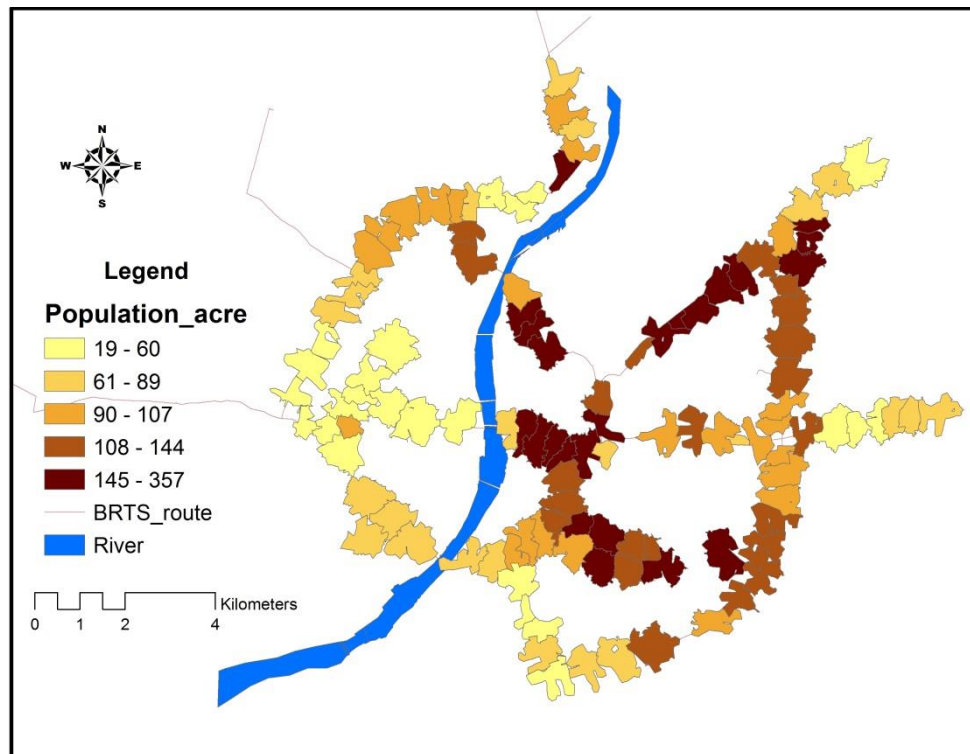 N
W E
S
Legend
Population_acre
19 - 60
61 - 89
90 - 107
108 - 144
145 - 357
BRTS_route
River
Kilometers
0 1 2 4